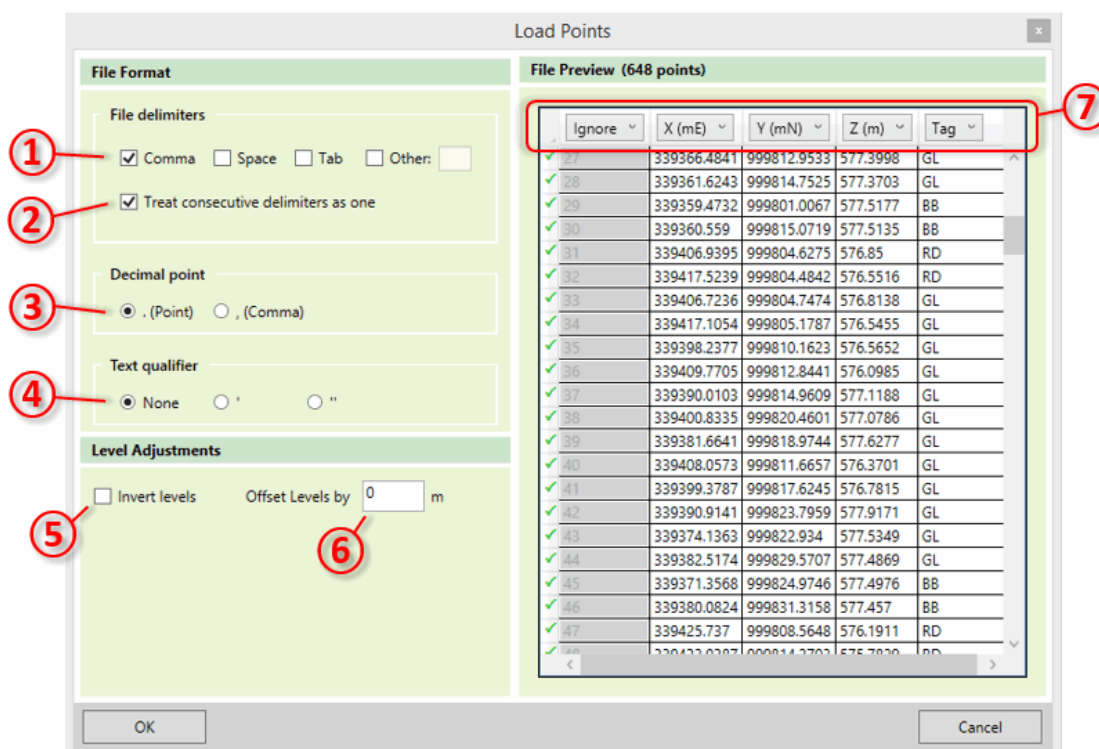 Load Points
x
File Format
File delimiters
1
Comma Space Tab Other:
2
Treat consecutive delimiters as one
Decimal point
3
. (Point) , (Comma)
Text qualifier
4
None ' "
Level Adjustments
Invert levels Offset Levels by 0 m
5
6
File Preview (648 points)
7
Ignore X (mE) Y (mN) Z (m) Tag
27 339366.4841 999812.9533 577.3998 GL
28 339361.6243 999814.7525 577.3703 GL
29 339359.4732 999801.0067 577.5177 BB
30 339360.559 999815.0719 577.5135 BB
31 339406.9395 999804.6275 576.85 RD
32 339417.5239 999804.4842 576.5516 RD
33 339406.7236 999804.7474 576.8138 GL
34 339417.1054 999805.1787 576.5455 GL
35 339398.2377 999810.1623 576.5652 GL
36 339409.7705 999812.8441 576.0985 GL
37 339390.0103 999814.9609 577.1188 GL
38 339400.8335 999820.4601 577.0786 GL
39 339381.6641 999818.9744 577.6277 GL
40 339408.0573 999811.6657 576.3701 GL
41 339399.3787 999817.6245 576.7815 GL
42 339390.9141 999823.7959 577.9171 GL
43 339374.1363 999822.934 577.5349 GL
44 339382.5174 999829.5707 577.4869 GL
45 339371.3568 999824.9746 577.4976 BB
46 339380.0824 999831.3158 577.457 BB
47 339425.737 999808.5648 576.1911 RD
OK Cancel